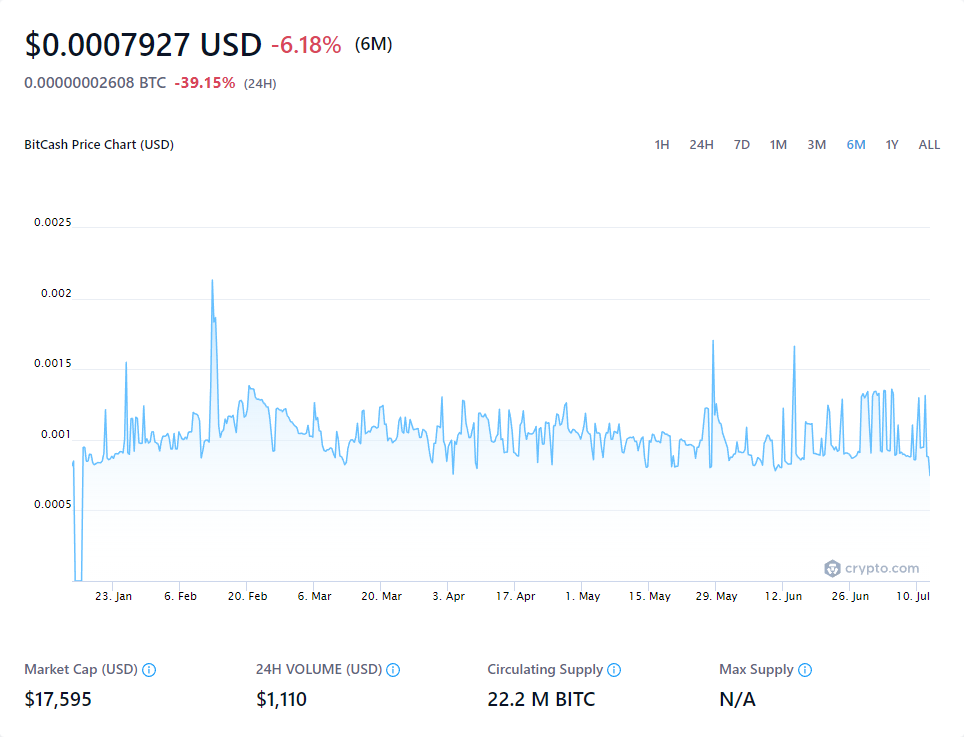 $0.0007927 USD -6.18% (6M)
0.00000002608 BTC -39.15% (24H)
BitCash Price Chart (USD) 1H 24H 7D 1M 3M 6M 1Y ALL
0.0025
0.002
0.0015
0.001
0.0005
crypto.com
23. Jan 6. Feb 20. Feb 6. Mar 20. Mar 3. Apr 17. Apr 1. May 15. May 29. May 12. Jun 26. Jun 10. Jul
Market Cap (USD) 24H VOLUME (USD) Circulating Supply Max Supply
$17,595 $1,110 22.2 M BITC N/A